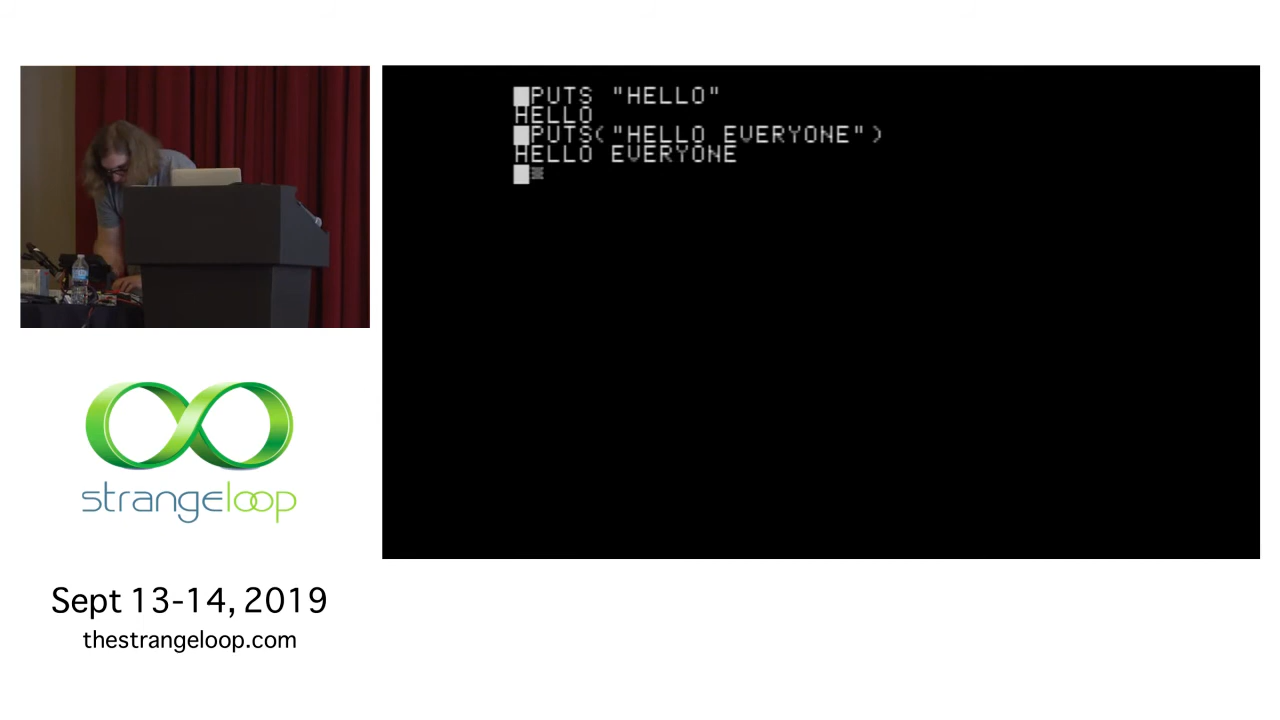 PUTS "HELLO"
HELLO
PUTS("HELLO EVERYONE")
HELLO EVERYONE
strangeloop
Sept 13-14, 2019
thestrangeloop.com